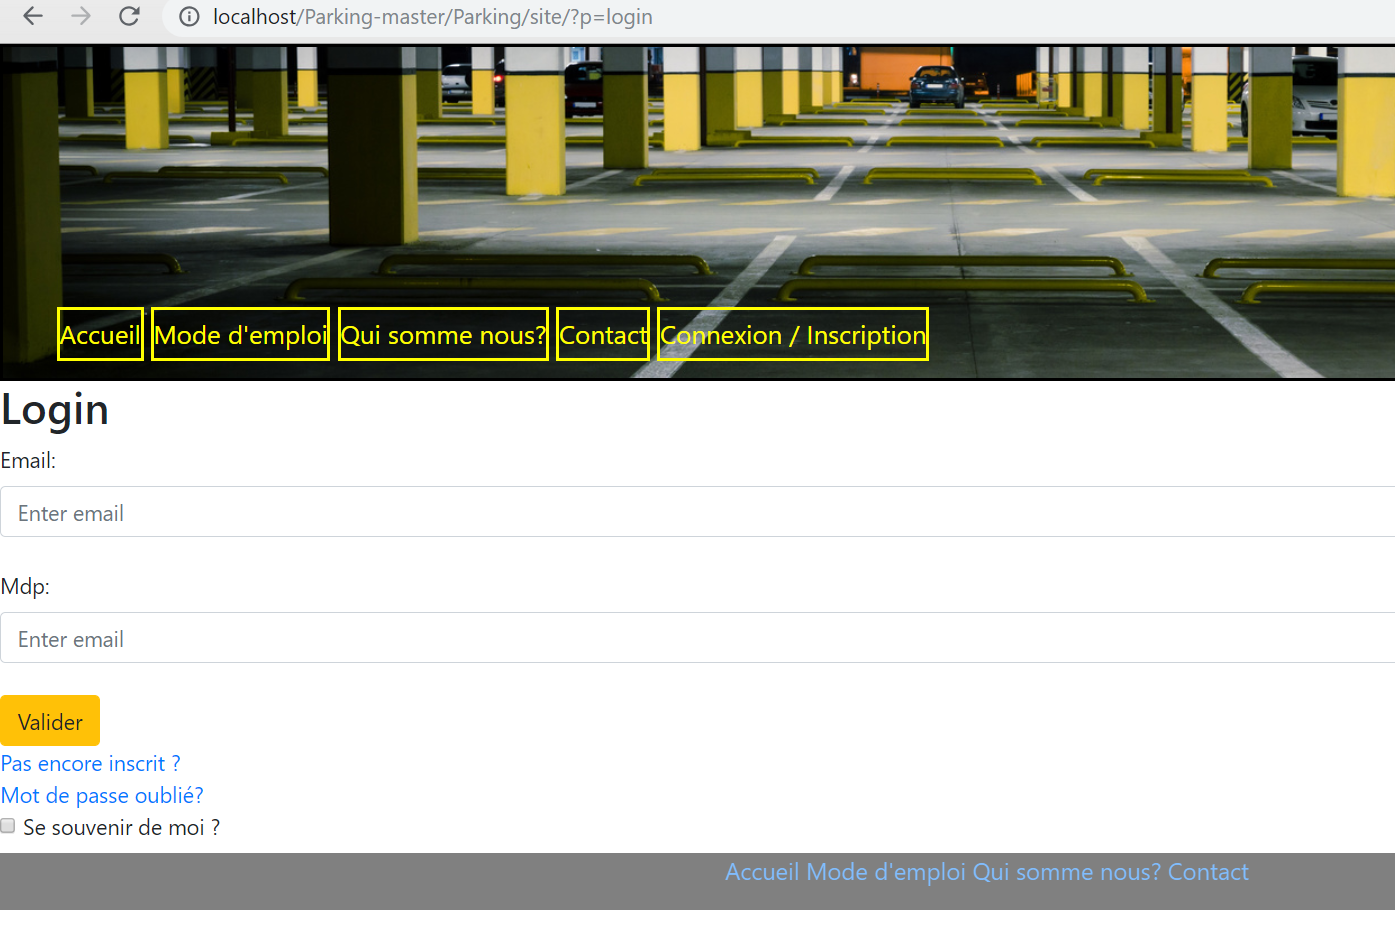 localhost/Parking-master/Parking/site/?p=login
Accueil Mode d'emploi Qui somme nous? Contact Connexion / Inscription
Login
Email:
Enter email
Mdp:
Enter email
Valider
Pas encore inscrit ?
Mot de passe oublié?
Se souvenir de moi ?
Accueil Mode d'emploi Qui somme nous? Contact